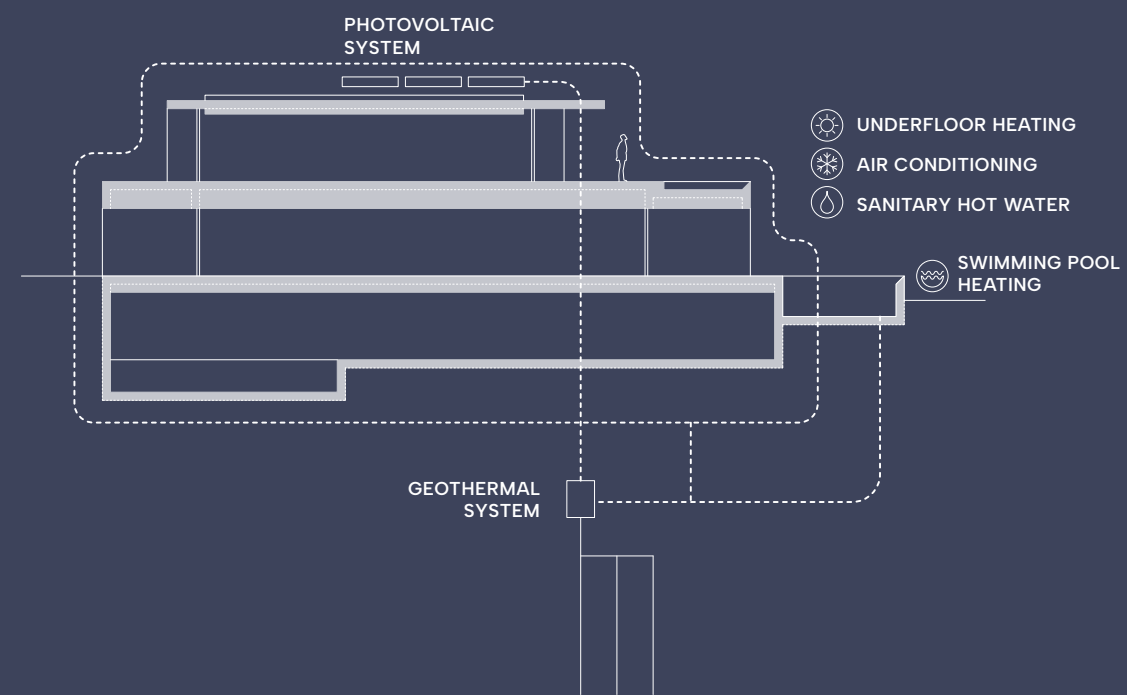 PHOTOVOLTAIC
SYSTEM
UNDERFLOOR HEATING
AIR CONDITIONING
SANITARY HOT WATER
SWIMMING POOL
HEATING
GEOTHERMAL
SYSTEM